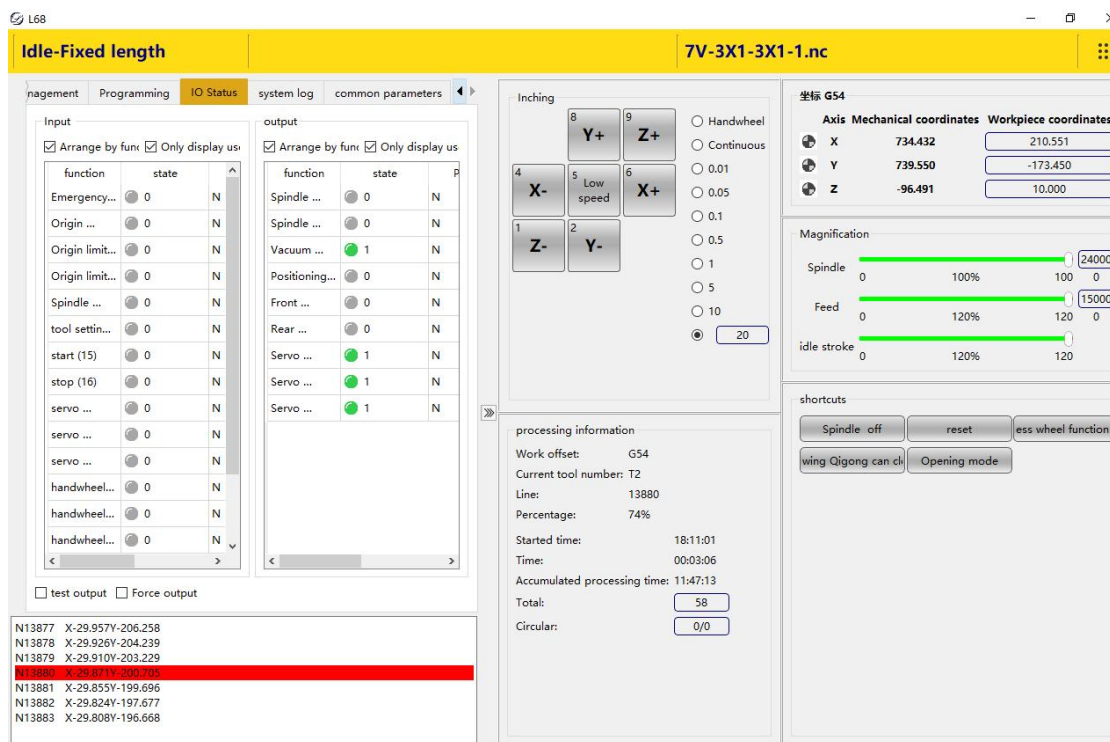 L68
Idle-Fixed length
7V-3X1-3X1-1.nc
nagement Programming IO Status system log common parameters
Input
Arrange by func Only display use
function state
Emergency... 0 N
Origin ... 0 N
Origin limit... 0 N
Origin limit... 0 N
Spindle ... 0 N
tool settin... 0 N
start (15) 0 N
stop (16) 0 N
servo ... 0 N
servo ... 0 N
servo ... 0 N
handwheel... 0 N
handwheel... 0 N
handwheel... 0 N
output
Arrange by func Only display us
function state p
Spindle ... 0 N
Spindle ... 0 N
Vacuum ... 1 N
Positioning... 0 N
Front ... 0 N
Rear ... 0 N
Servo ... 1 N
Servo ... 1 N
Servo ... 1 N
test output Force output
N13877 X-29.957Y-206.258
N13878 X-29.926Y-204.239
N13879 X-29.910Y-203.229
N13880 X-29.871Y-200.705
N13881 X-29.855Y-199.696
N13882 X-29.824Y-197.677
N13883 X-29.808Y-196.668
Inching
8 Y+ 9 Z+
4 X- 5 Low speed 6 X+
1 Z- 2 Y-
Handwheel
Continuous
0.01
0.05
0.1
0.5
1
5
10
20
processing information
Work offset: G54
Current tool number: T2
Line: 13880
Percentage: 74%
Started time: 18:11:01
Time: 00:03:06
Accumulated processing time: 11:47:13
Total: 58
Circular: 0/0
坐标 G54
Axis Mechanical coordinates Workpiece coordinates
X 734.432 210.551
Y 739.550 -173.450
Z -96.491 10.000
Magnification
Spindle 24000
0 100% 100 0
Feed 15000
0 120% 120 0
idle stroke
0 120% 120
shortcuts
Spindle off reset ess wheel function
wing Qigong can cl Opening mode